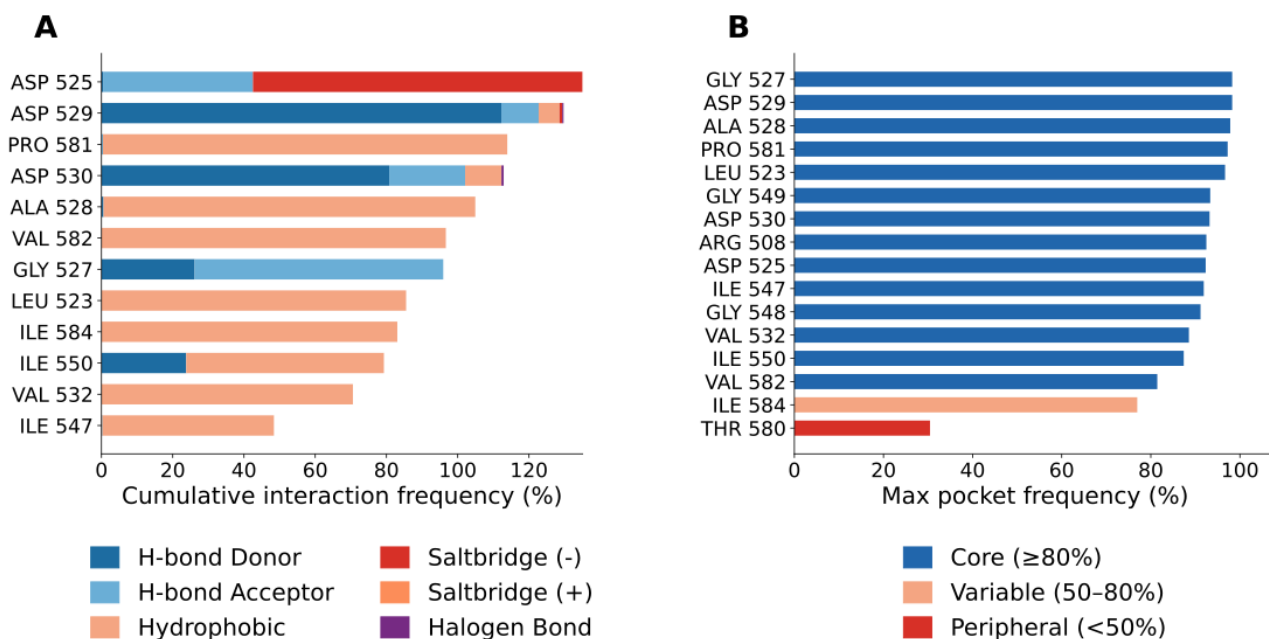 A
ASP 525
ASP 529
PRO 581
ASP 530
ALA 528
VAL 582
GLY 527
LEU 523
ILE 584
ILE 550
VAL 532
ILE 547
0 20 40 60 80 100 120
Cumulative interaction frequency (%)
H-bond Donor
H-bond Acceptor
Hydrophobic
Saltbridge (-)
Saltbridge (+)
Halogen Bond
B
GLY 527
ASP 529
ALA 528
PRO 581
LEU 523
GLY 549
ASP 530
ARG 508
ASP 525
ILE 547
GLY 548
VAL 532
ILE 550
VAL 582
ILE 584
THR 580
0 20 40 60 80 100
Max pocket frequency (%)
Core (≥80%)
Variable (50–80%)
Peripheral (<50%)